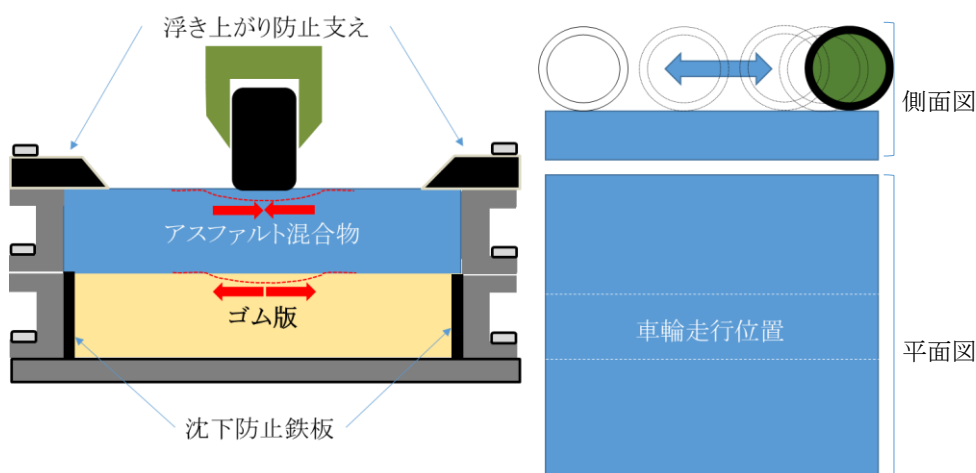 浮き上がり防止支え
アスファルト混合物
ゴム版
沈下防止鉄板
側面図
車輪走行位置
平面図